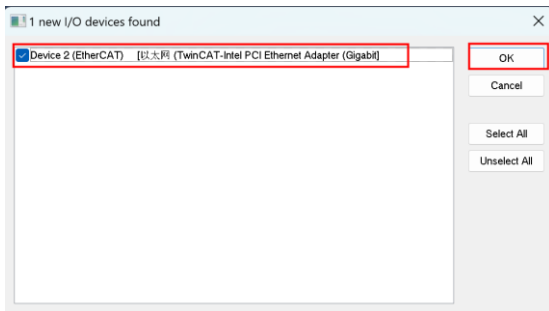 1 new I/O devices found
Device 2 (EtherCAT) [以太网 (TwinCAT-Intel PCI Ethernet Adapter (Gigabit]
OK
Cancel
Select All
Unselect All